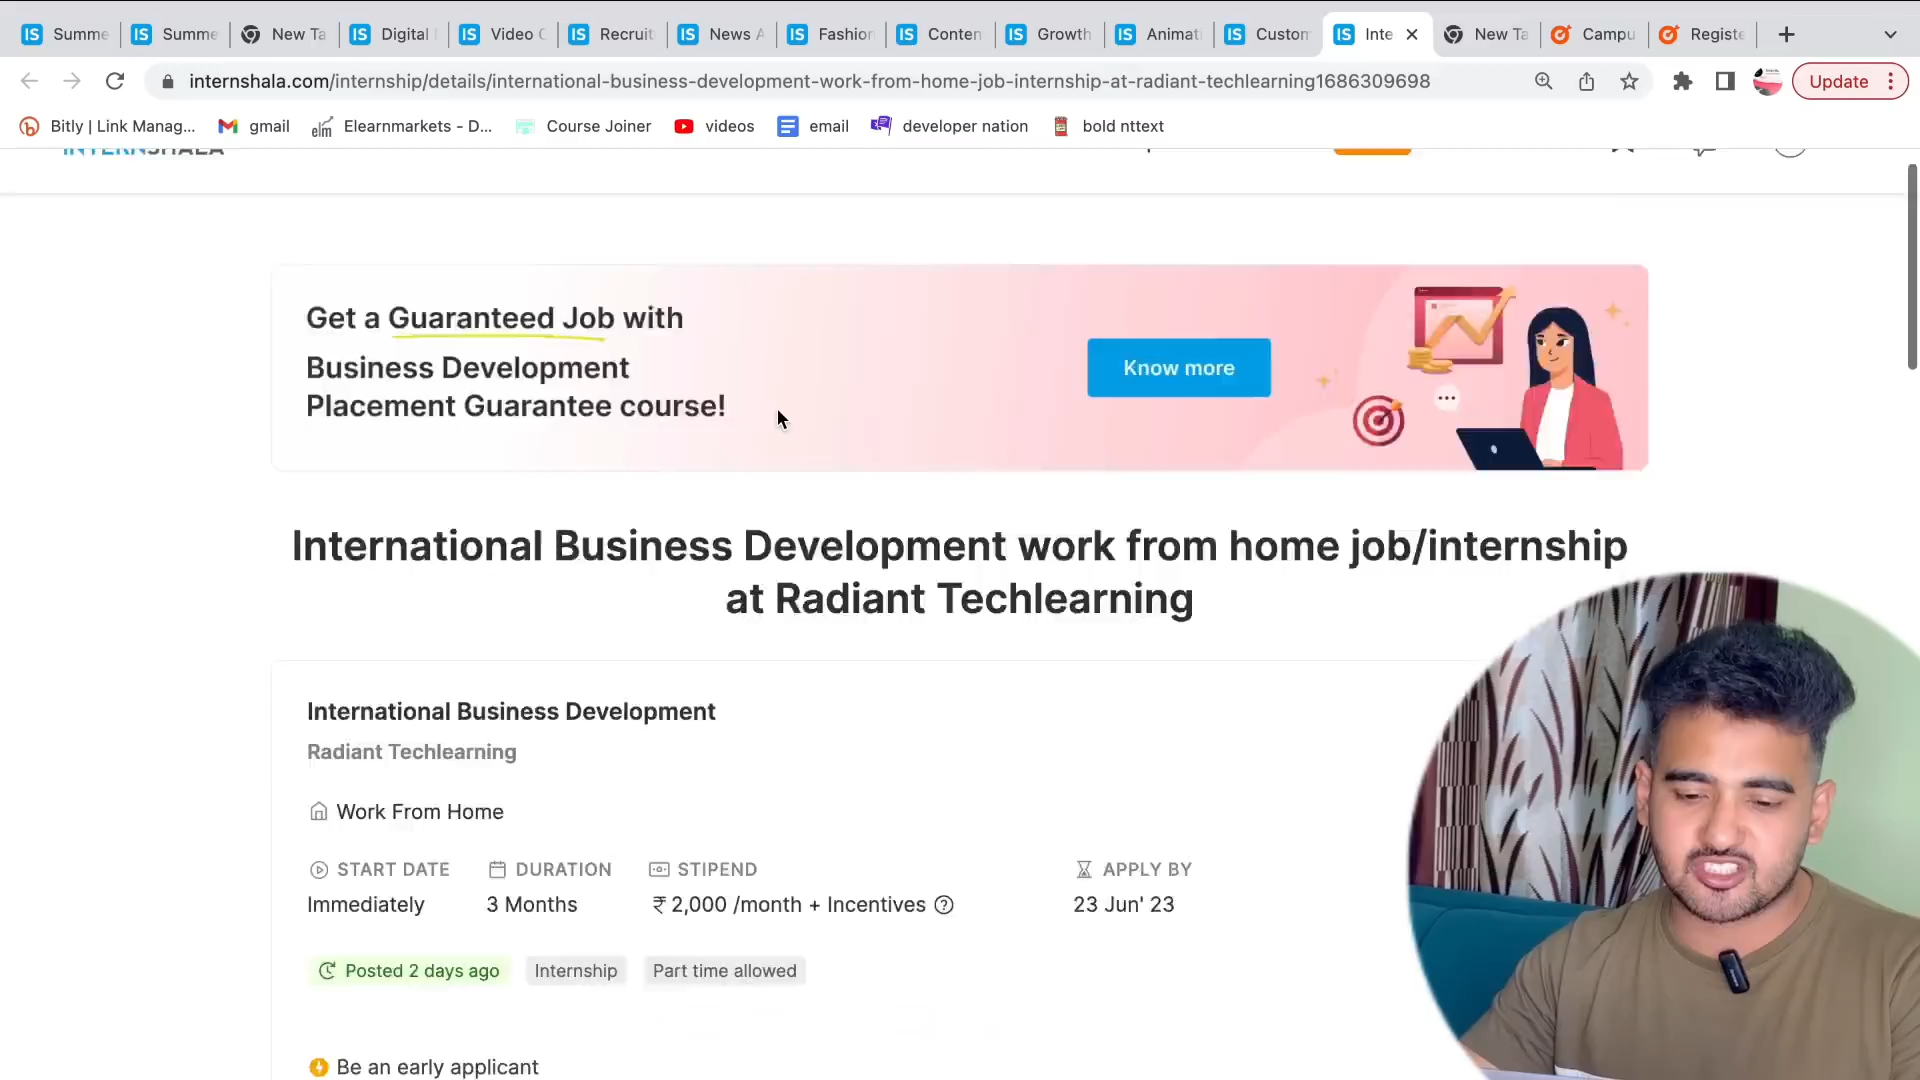 Summe
Summe
New Ta
Digital
Video C
Recruit
News A
Fashion
Conten
Growth
Animat
Custom
Inte
New Ta
Campu
Registe
internshala.com/internship/details/international-business-development-work-from-home-job-internship-at-radiant-techlearning1686309698
Update
Bitly | Link Manag...
gmail
Elearnmarkets - D...
Course Joiner
videos
email
developer nation
bold nttext
INTERNSHALA
Get a Guaranteed Job with
Business Development
Placement Guarantee course!
Know more
International Business Development work from home job/internship
at Radiant Techlearning
International Business Development
Radiant Techlearning
Work From Home
START DATE
DURATION
STIPEND
APPLY BY
Immediately
3 Months
₹ 2,000 /month + Incentives
23 Jun' 23
Posted 2 days ago
Internship
Part time allowed
Be an early applicant